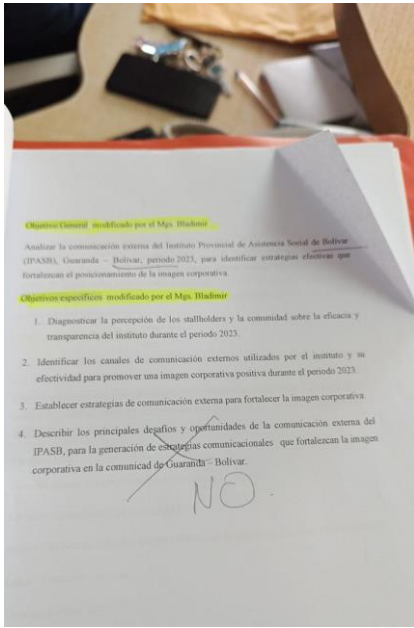 Objetivo General modificado por el Mgs. Bladimir
Analizar la comunicación externa del Instituto Provincial de Asistencia Social de Bolívar
(IPASB), Guaranda – Bolívar, periodo 2023, para identificar estrategias efectivas que
fortalezcan el posicionamiento de la imagen corporativa.
Objetivos específicos modificado por el Mgs. Bladimir
1. Diagnosticar la percepción de los stallholders y la comunidad sobre la eficacia y
transparencia del instituto durante el periodo 2023.
2. Identificar los canales de comunicación externos utilizados por el instituto y su
efectividad para promover una imagen corporativa positiva durante el periodo 2023.
3. Establecer estrategias de comunicación externa para fortalecer la imagen corporativa
4. Describir los principales desafíos y oportunidades de la comunicación externa del
IPASB, para la generación de estrategias comunicacionales que fortalezcan la imagen
corporativa en la comunicad de Guaranda – Bolívar.
NO.